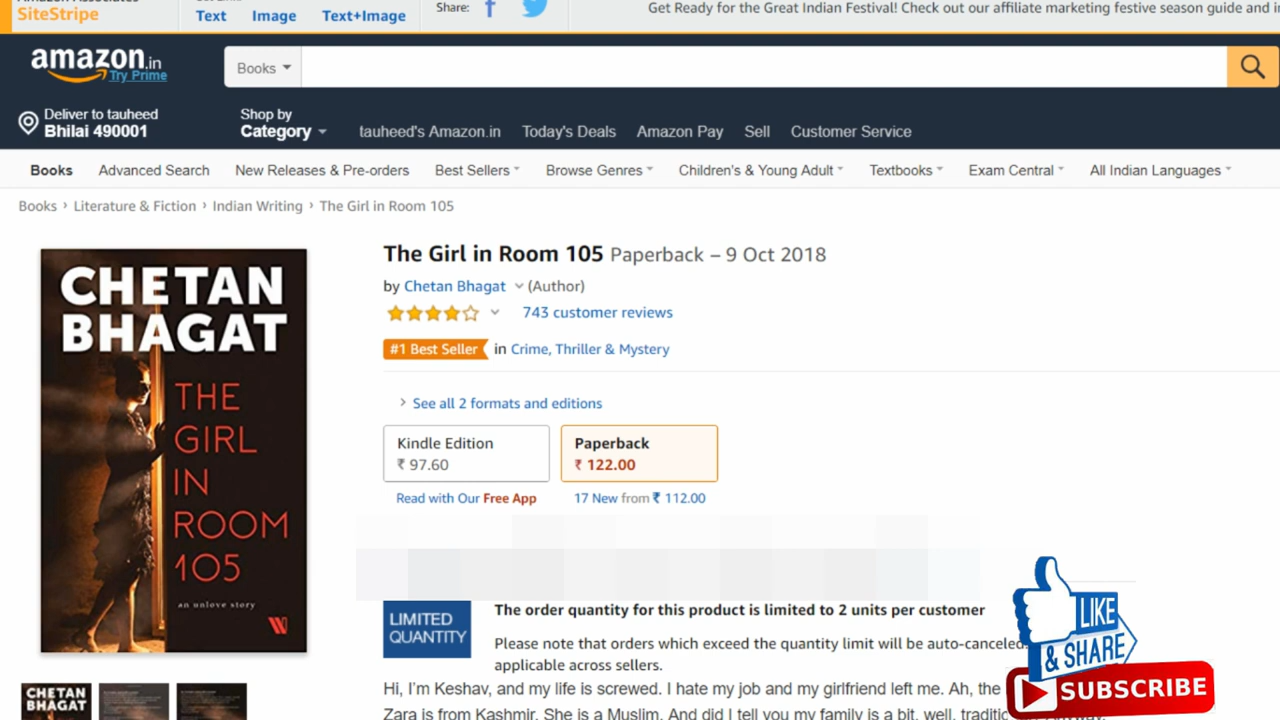 SiteStripe
Text Image Text+Image
Share:
Get Ready for the Great Indian Festival! Check out our affiliate marketing festive season guide and
amazon.in
Try Prime
Books
Deliver to tauheed
Bhilai 490001
Shop by
Category
tauheed's Amazon.in Today's Deals Amazon Pay Sell Customer Service
Books Advanced Search New Releases & Pre-orders Best Sellers Browse Genres Children's & Young Adult Textbooks Exam Central All Indian Languages
Books › Literature & Fiction › Indian Writing › The Girl in Room 105
CHETAN
BHAGAT
THE
GIRL
IN
ROOM
105
an unlove story
The Girl in Room 105 Paperback – 9 Oct 2018
by Chetan Bhagat (Author)
743 customer reviews
#1 Best Seller in Crime, Thriller & Mystery
› See all 2 formats and editions
Kindle Edition
₹ 97.60
Paperback
₹ 122.00
Read with Our Free App
17 New from ₹ 112.00
LIMITED
QUANTITY
The order quantity for this product is limited to 2 units per customer
Please note that orders which exceed the quantity limit will be auto-canceled.
applicable across sellers.
Hi, I'm Keshav, and my life is screwed. I hate my job and my girlfriend left me. Ah, the
Zara is from Kashmir. She is a Muslim. And did I tell you my family is a bit, well,
CHETAN
BHAGAT
LIKE
& SHARE
SUBSCRIBE